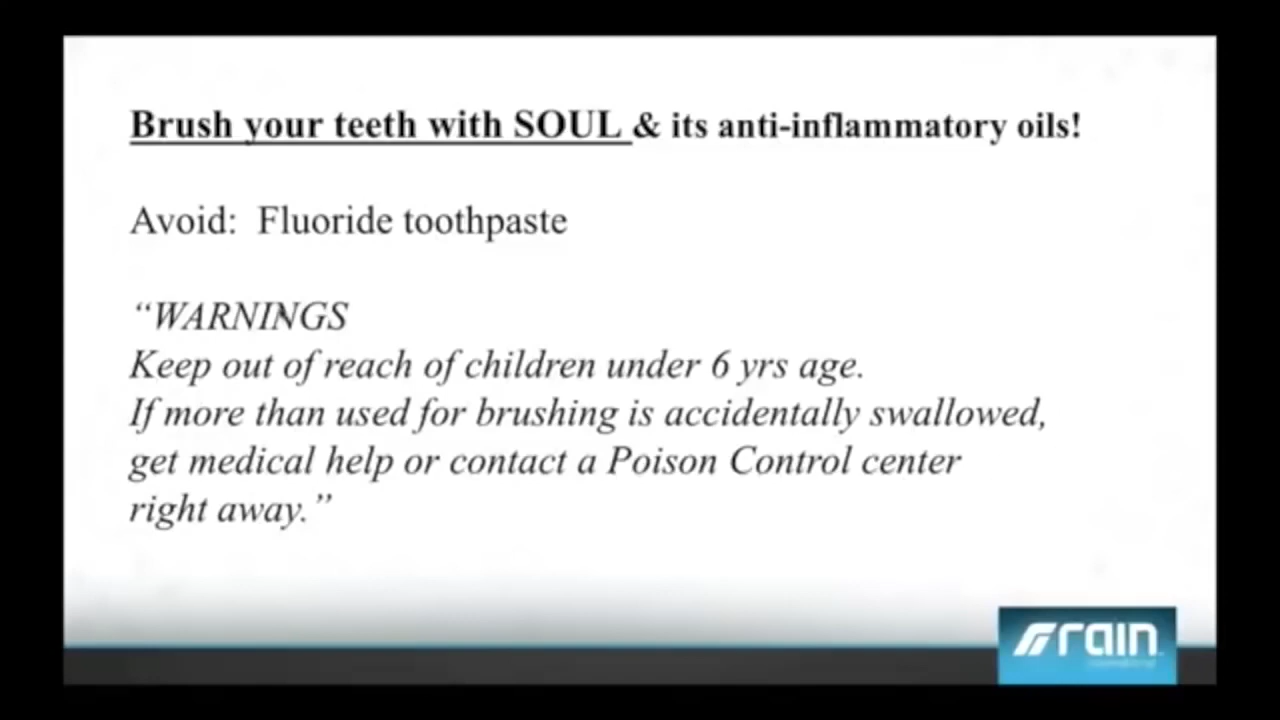 Brush your teeth with SOUL & its anti-inflammatory oils!
Avoid: Fluoride toothpaste
“WARNINGS
Keep out of reach of children under 6 yrs age.
If more than used for brushing is accidentally swallowed,
get medical help or contact a Poison Control center
right away.”
rain